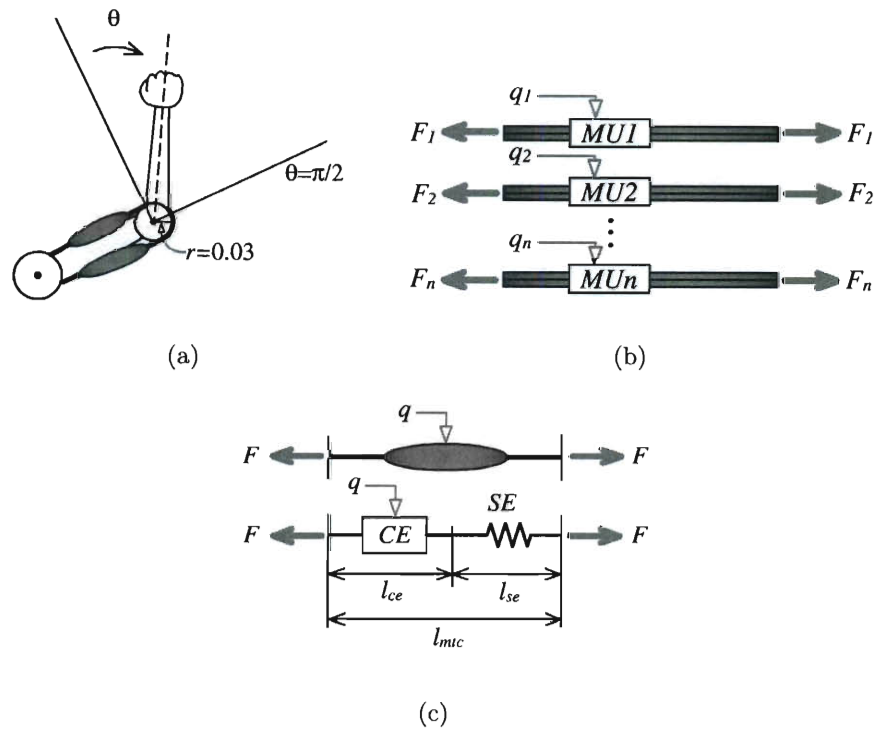 θ
θ=π/2
r=0.03
(a)
q1
F1 MU1 F1
q2
F2 MU2 F2
qn
Fn MUn Fn
(b)
q
F F
q SE
F CE F
lce lse
lmtc
(c)